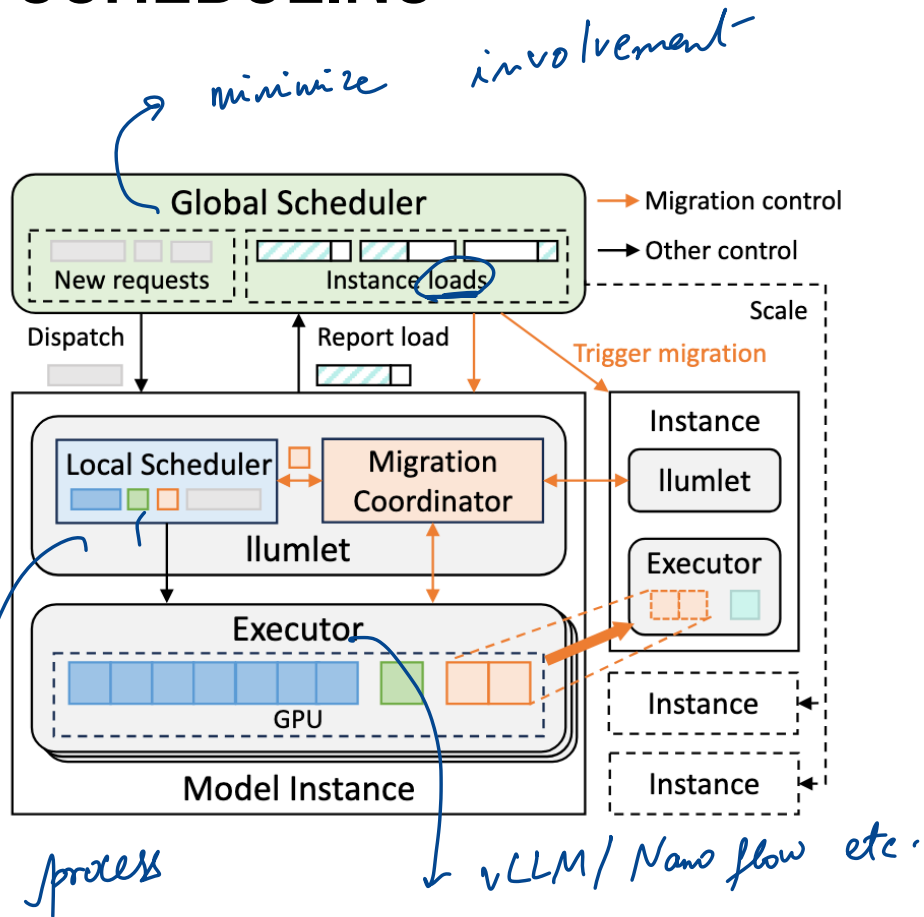 SCHEDULING
minimize involvement
Global Scheduler
New requests
Instance loads
Migration control
Other control
Scale
Dispatch
Report load
Trigger migration
Local Scheduler
Migration
Coordinator
llumlet
Executor
GPU
Model Instance
Instance
llumlet
Executor
Instance
Instance
process
vLLM / Nano flow etc.